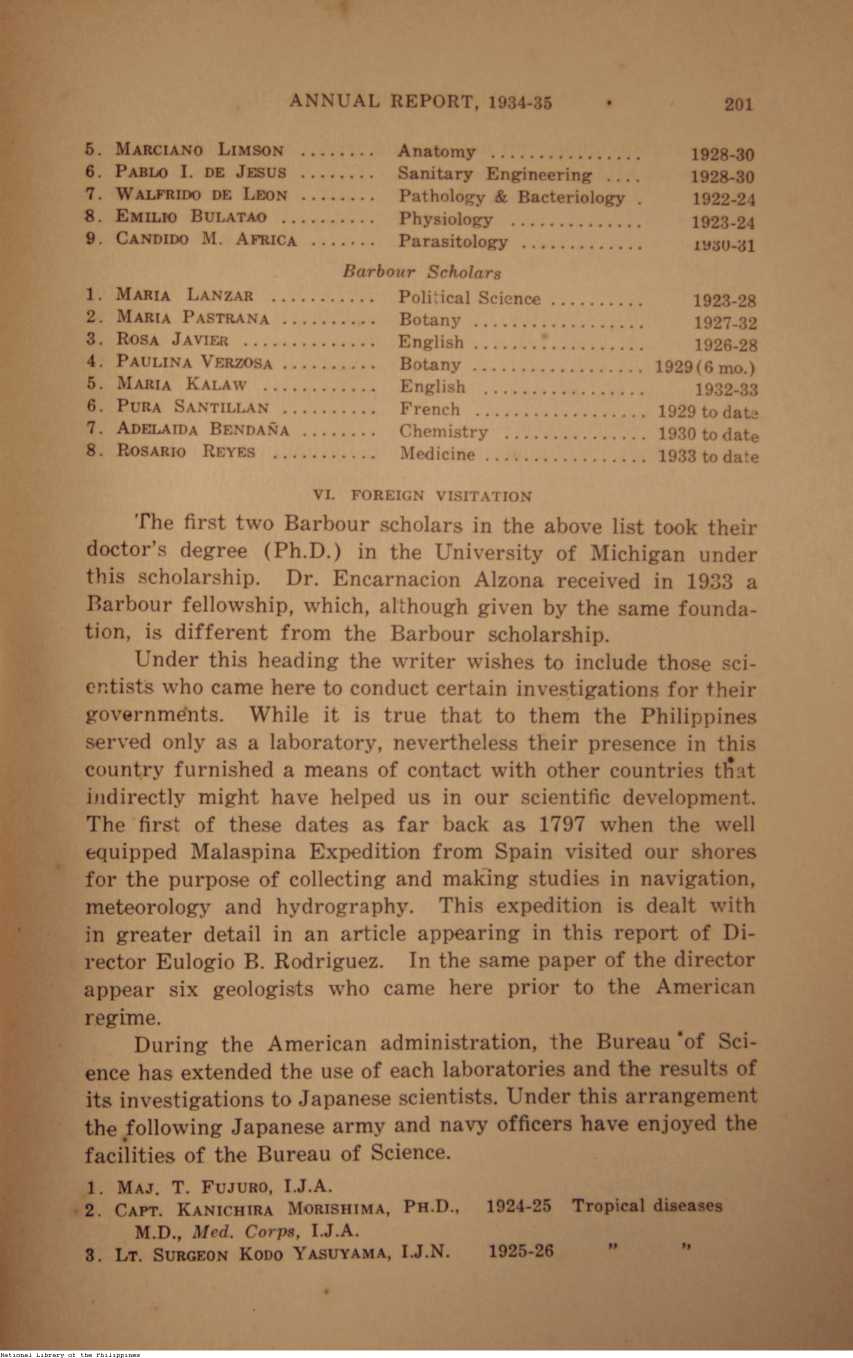 ANNUAL REPORT, 1934-35 201
5. MARCIANO LIMSON ........ Anatomy ................ 1928-30
6. PABLO I. DE JESUS ........ Sanitary Engineering .... 1928-30
7. WALFRIDO DE LEON ........ Pathology & Bacteriology . 1922-24
8. EMILIO BULATAO .......... Physiology .............. 1923-24
9. CANDIDO M. AFRICA ....... Parasitology ............. 1930-31
Barbour Scholars
1. MARIA LANZAR ........... Political Science .......... 1923-28
2. MARIA PASTRANA .......... Botany .................. 1927-32
3. ROSA JAVIER .............. English .................. 1926-28
4. PAULINA VERZOSA .......... Botany .................. 1929 (6 mo.)
5. MARIA KALAW ............ English ................. 1932-33
6. PURA SANTILLAN .......... French .................. 1929 to date
7. ADELAIDA BENDAÑA ........ Chemistry ............... 1930 to date
8. ROSARIO REYES ........... Medicine ................. 1933 to date
VI. FOREIGN VISITATION
The first two Barbour scholars in the above list took their
doctor's degree (Ph.D.) in the University of Michigan under
this scholarship. Dr. Encarnacion Alzona received in 1933 a
Barbour fellowship, which, although given by the same founda-
tion, is different from the Barbour scholarship.
Under this heading the writer wishes to include those sci-
entists who came here to conduct certain investigations for their
governments. While it is true that to them the Philippines
served only as a laboratory, nevertheless their presence in this
country furnished a means of contact with other countries that
indirectly might have helped us in our scientific development.
The first of these dates as far back as 1797 when the well
equipped Malaspina Expedition from Spain visited our shores
for the purpose of collecting and making studies in navigation,
meteorology and hydrography. This expedition is dealt with
in greater detail in an article appearing in this report of Di-
rector Eulogio B. Rodriguez. In the same paper of the director
appear six geologists who came here prior to the American
regime.
During the American administration, the Bureau of Sci-
ence has extended the use of each laboratories and the results of
its investigations to Japanese scientists. Under this arrangement
the following Japanese army and navy officers have enjoyed the
facilities of the Bureau of Science.
1. MAJ. T. FUJURO, I.J.A.
2. CAPT. KANICHIRA MORISHIMA, PH.D., 1924-25 Tropical diseases
M.D., Med. Corps, I.J.A.
3. LT. SURGEON KODO YASUYAMA, I.J.N. 1925-26 " "
National Library of the Philippines